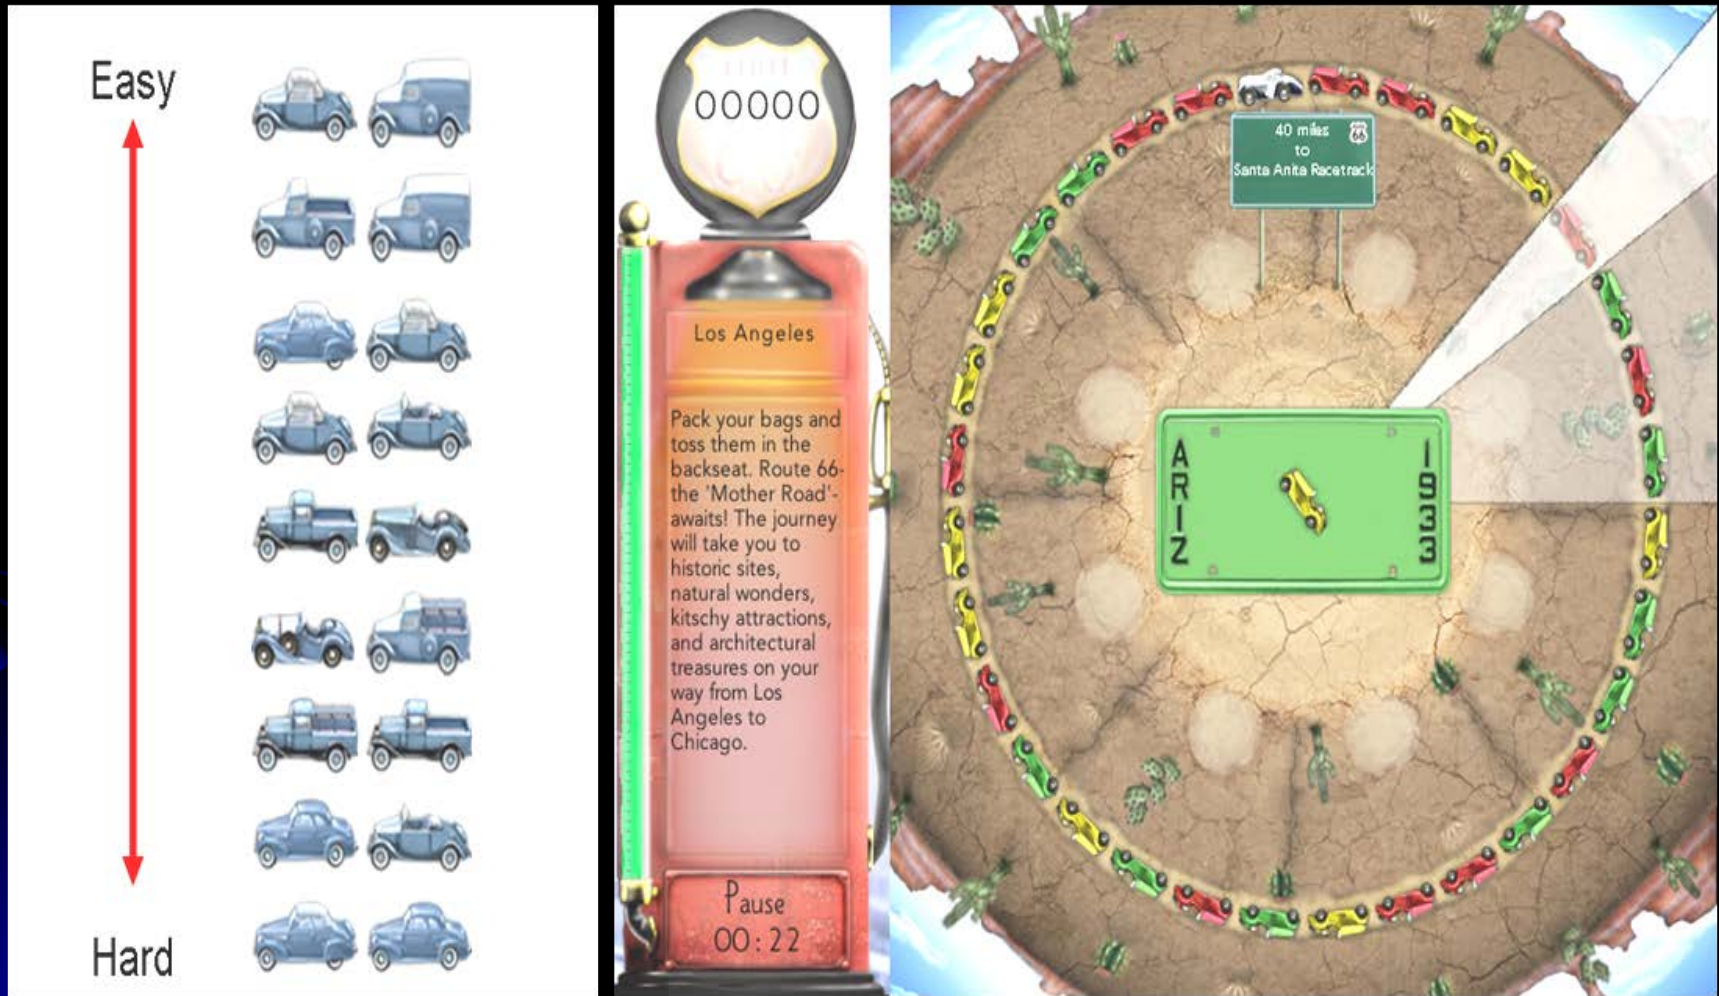 Easy
Hard
00000
Los Angeles
Pack your bags and
toss them in the
backseat. Route 66-
the 'Mother Road'-
awaits! The journey
will take you to
historic sites,
natural wonders,
kitschy attractions,
and architectural
treasures on your
way from Los
Angeles to
Chicago.
Pause
00:22
40 miles
66
to
Santa Anita Racetrack
ARIZ
1933